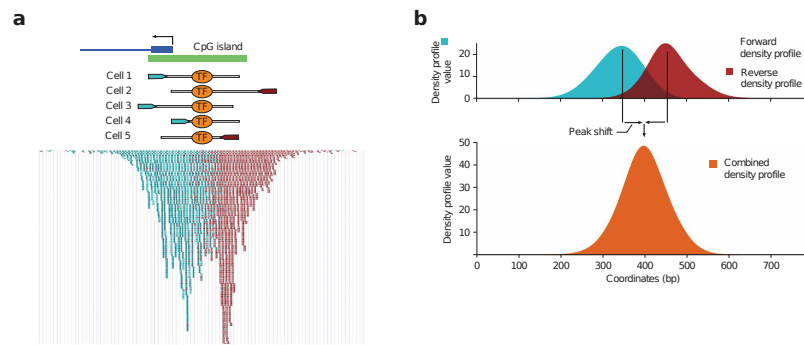 a
CpG island
Cell 1
TF
Cell 2
TF
Cell 3
TF
Cell 4
TF
Cell 5
TF
b
Density profile
value
20
10
0
Forward
density profile
Reverse
density profile
Peak shift
Density profile value
50
40
30
20
10
Combined
density profile
0
100
200
300
400
500
600
700
Coordinates (bp)